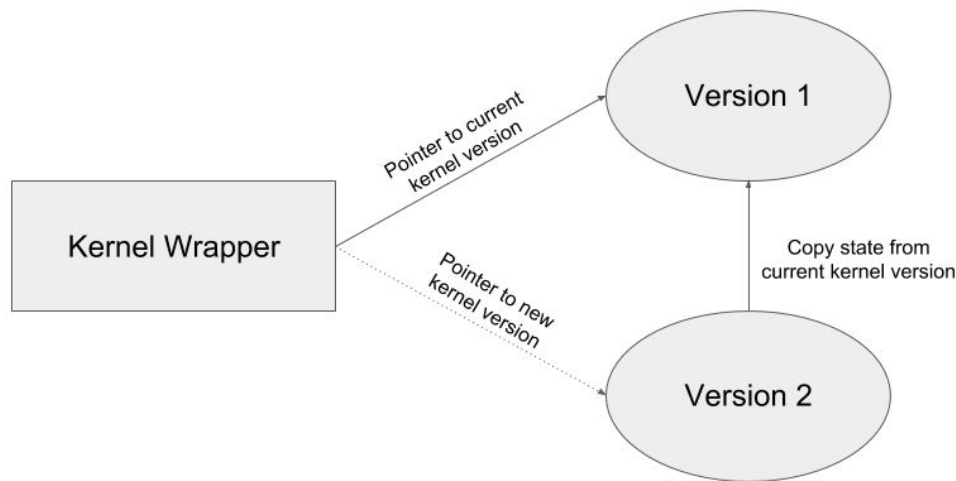 Version 1
Pointer to current
kernel version
Kernel Wrapper
Copy state from
current kernel version
Pointer to new
kernel version
Version 2